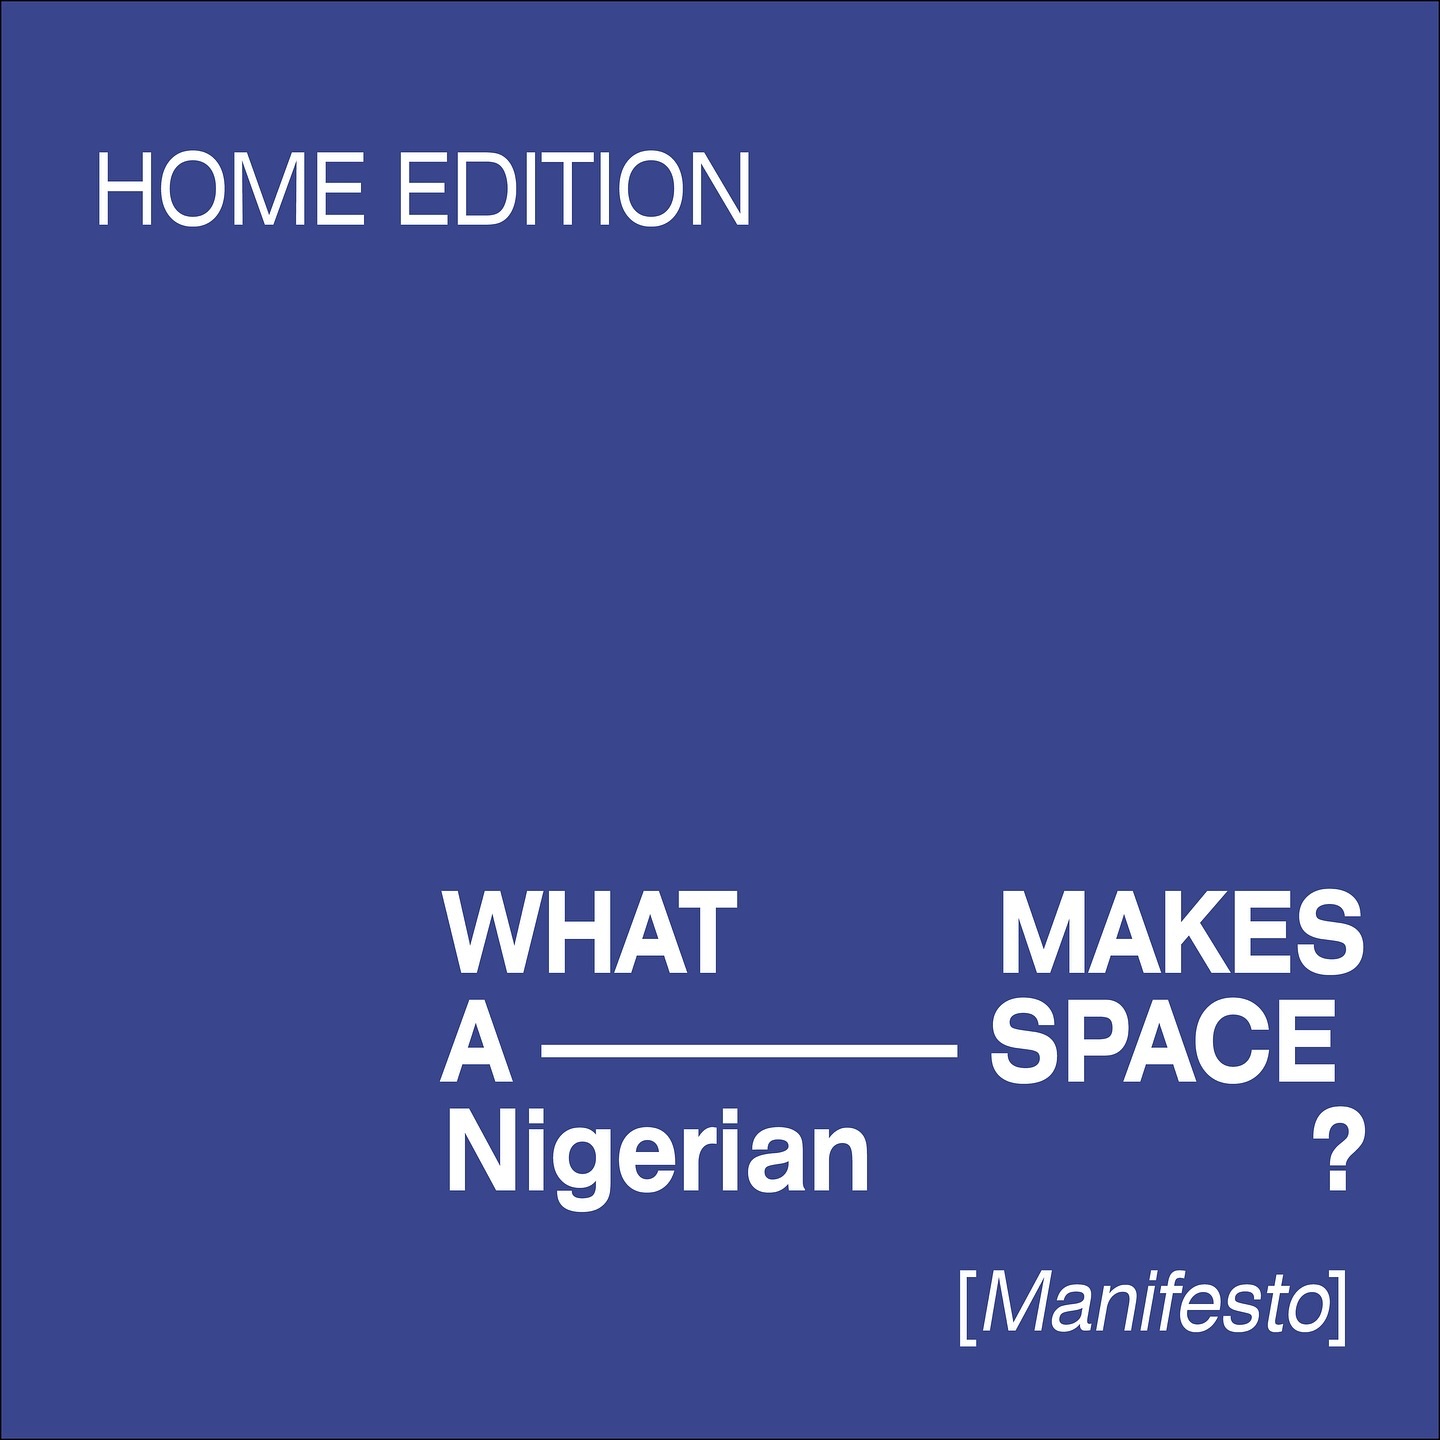 HOME EDITION
WHAT MAKES
A ——— SPACE
Nigerian ?
[Manifesto]